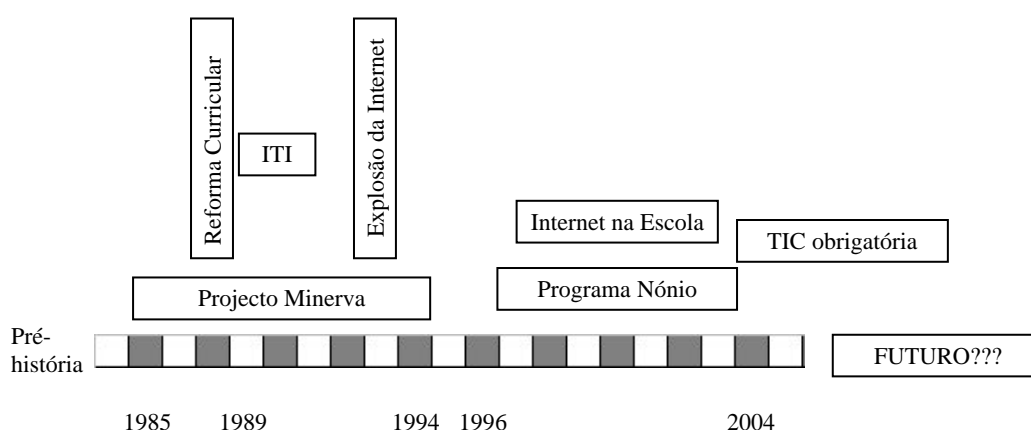 Reforma Curricular
ITI
Explosão da Internet
Internet na Escola
TIC obrigatória
Projecto Minerva
Programa Nónio
Pré-
história
FUTURO???
1985
1989
1994
1996
2004